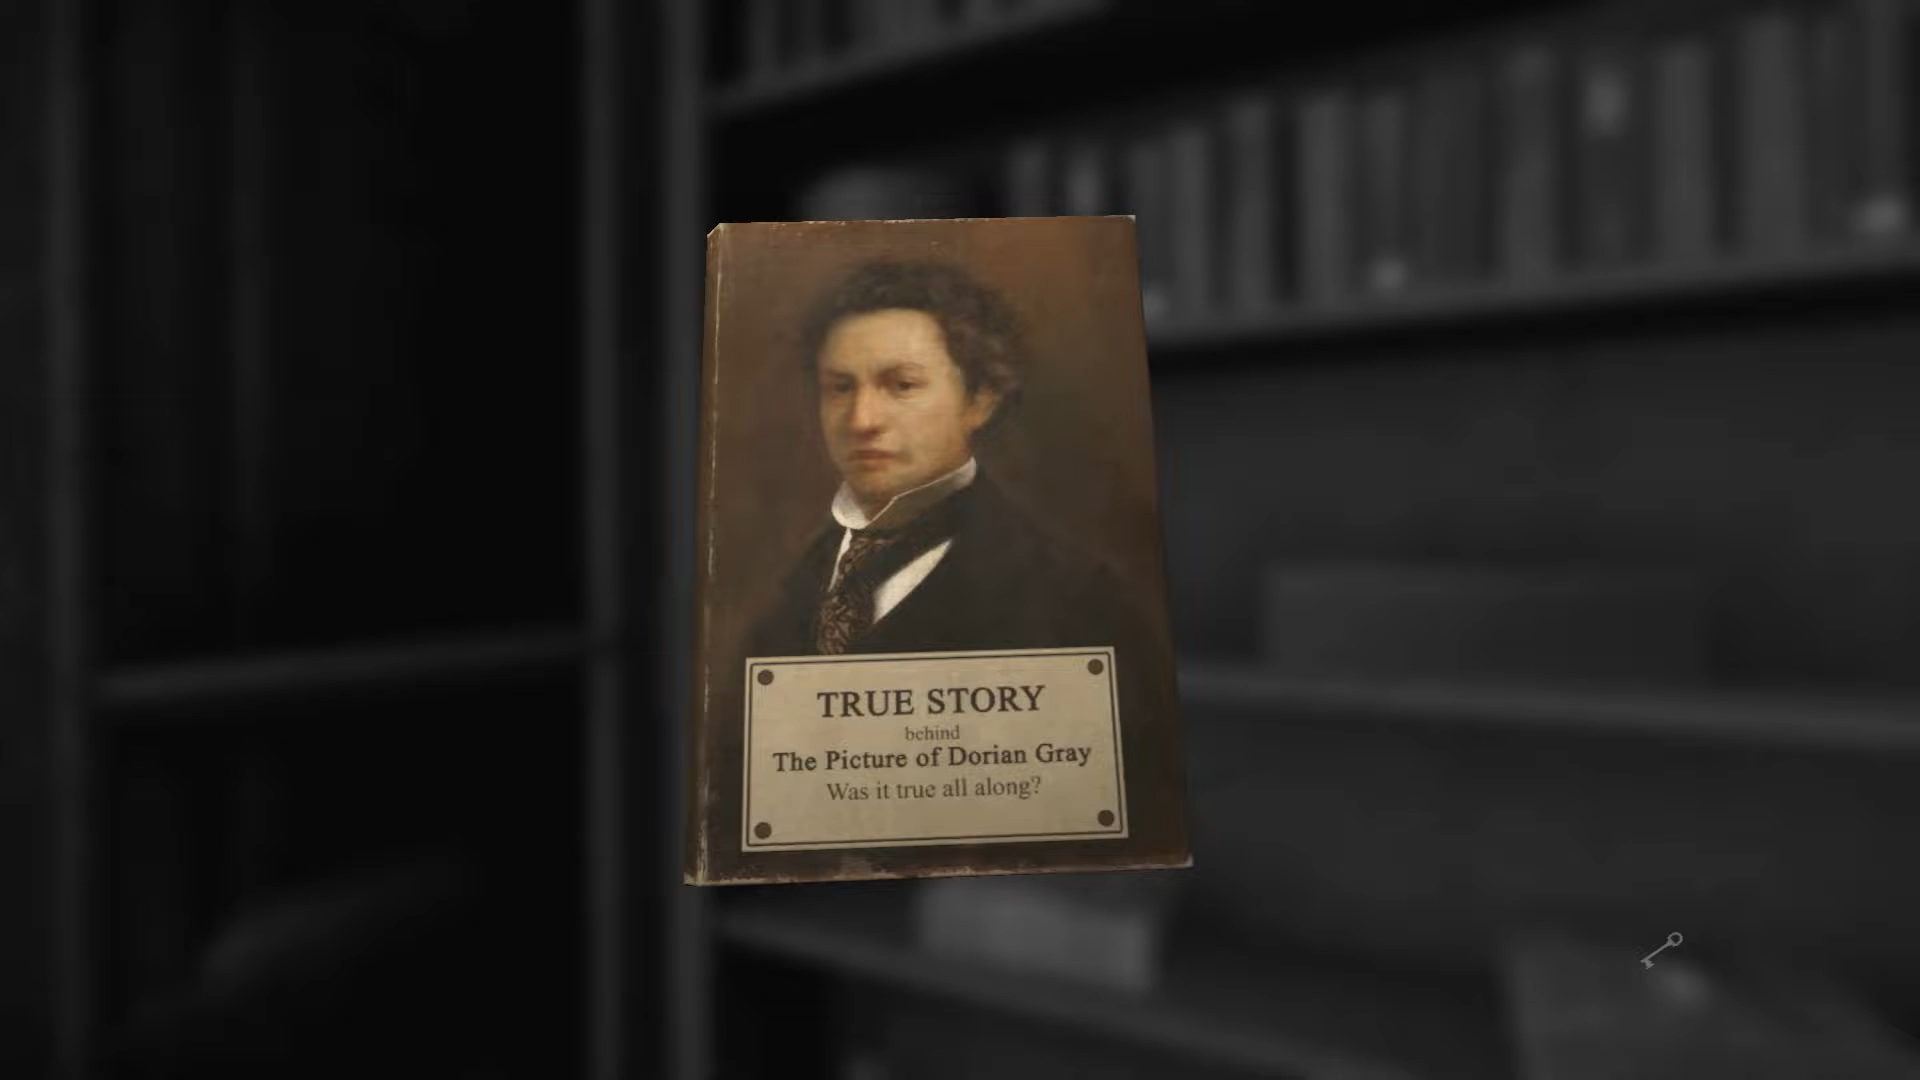 TRUE STORY
behind
The Picture of Dorian Gray
Was it true all along?